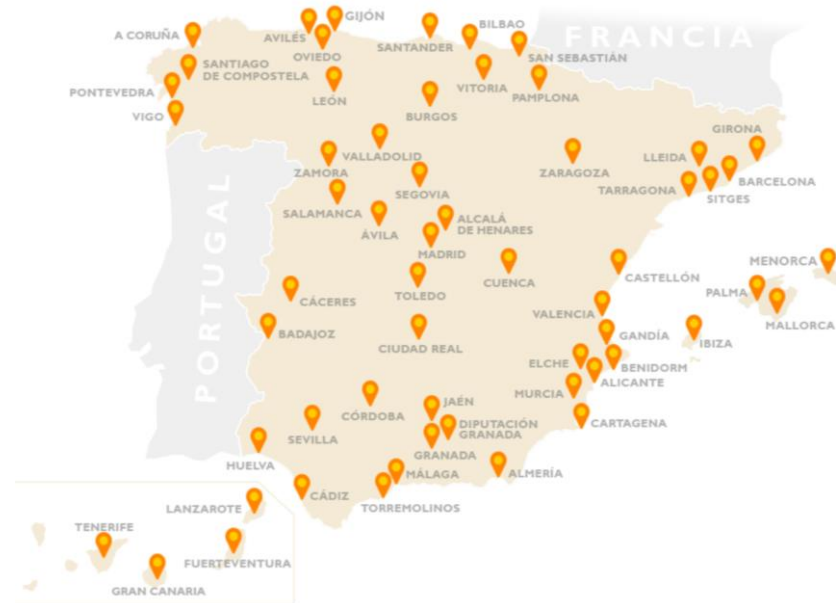 GIJÓN
A CORUÑA
AVILÉS
BILBAO
FRANCIA
OVIEDO
SANTANDER
SAN SEBASTIÁN
SANTIAGO
DE COMPOSTELA
PONTEVEDRA
LEÓN
VITORIA
PAMPLONA
VIGO
BURGOS
GIRONA
VALLADOLID
LLEIDA
ZAMORA
ZARAGOZA
BARCELONA
SEGOVIA
TARRAGONA
SITGES
SALAMANCA
ALCALÁ
DE HENARES
ÁVILA
MADRID
PORTUGAL
MENORCA
CUENCA
CASTELLÓN
CÁCERES
TOLEDO
PALMA
MALLORCA
VALENCIA
BADAJOZ
GANDÍA
IBIZA
CIUDAD REAL
ELCHE
BENIDORM
ALICANTE
MURCIA
JAÉN
CÓRDOBA
DIPUTACIÓN
GRANADA
CARTAGENA
SEVILLA
GRANADA
HUELVA
MÁLAGA
ALMERÍA
CÁDIZ
TORREMOLINOS
LANZAROTE
TENERIFE
FUERTEVENTURA
GRAN CANARIA